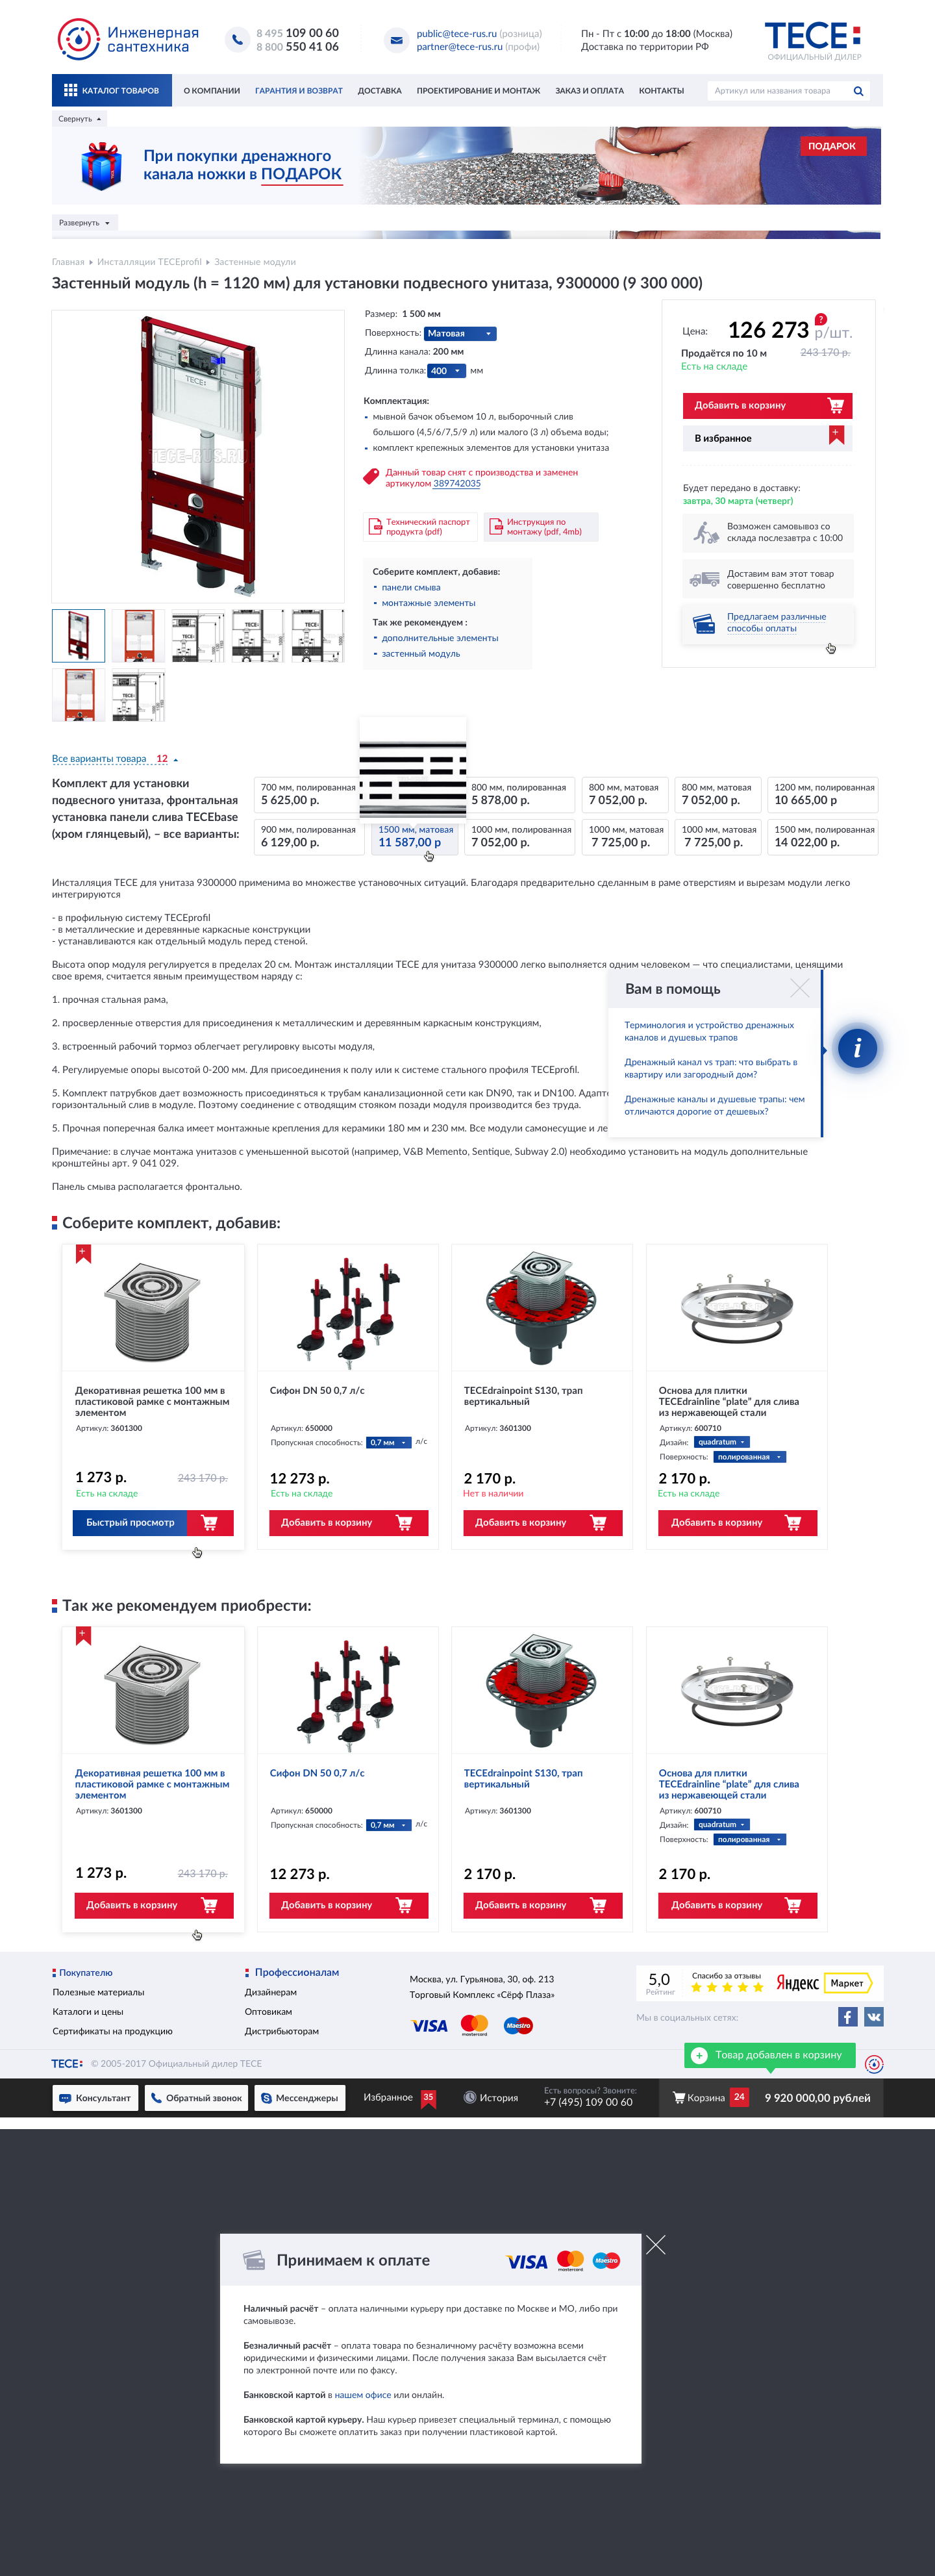 Инженерная
сантехника
8 495 109 00 60
8 800 550 41 06
public@tece-rus.ru (розница)
partner@tece-rus.ru (профи)
Пн - Пт с 10:00 до 18:00 (Москва)
Доставка по территории РФ
TECE
ОФИЦИАЛЬНЫЙ ДИЛЕР
КАТАЛОГ ТОВАРОВ
О КОМПАНИИ
ГАРАНТИЯ И ВОЗВРАТ
ДОСТАВКА
ПРОЕКТИРОВАНИЕ И МОНТАЖ
ЗАКАЗ И ОПЛАТА
КОНТАКТЫ
Артикул или названия товара
Свернуть
При покупки дренажного
канала ножки в ПОДАРОК
ПОДАРОК
Развернуть
Главная
Инсталляции TECEprofil
Застенные модули
Застенный модуль (h = 1120 мм) для установки подвесного унитаза, 9300000 (9 300 000)
TECE
TECE-RUS.RU
Размер: 1 500 мм
Поверхность: Матовая
Длинна канала: 200 мм
Длинна толка: 400 мм
Комплектация:
мывной бачок объемом 10 л, выборочный слив
большого (4,5/6/7,5/9 л) или малого (3 л) объема воды;
комплект крепежных элементов для установки унитаза
Данный товар снят с производства и заменен
артикулом 389742035
Технический паспорт
продукта (pdf)
Инструкция по
монтажу (pdf, 4mb)
Соберите комплект, добавив:
панели смыва
монтажные элементы
Так же рекомендуем :
дополнительные элементы
застенный модуль
Цена: 126 273 р/шт.
?
Продаётся по 10 м
243 170 р.
Есть на складе
Добавить в корзину
В избранное
Будет передано в доставку:
завтра, 30 марта (четверг)
Возможен самовывоз со
склада послезавтра с 10:00
Доставим вам этот товар
совершенно бесплатно
Предлагаем различные
способы оплаты
Все варианты товара 12
Комплект для установки
подвесного унитаза, фронтальная
установка панели слива TECEbase
(хром глянцевый), – все варианты:
700 мм, полированная
5 625,00 р.
800 мм, полированная
5 878,00 р.
800 мм, матовая
7 052,00 р.
800 мм, матовая
7 052,00 р.
1200 мм, полированная
10 665,00 р
900 мм, полированная
6 129,00 р.
1500 мм, матовая
11 587,00 р
1000 мм, полированная
7 052,00 р.
1000 мм, матовая
7 725,00 р.
1000 мм, матовая
7 725,00 р.
1500 мм, полированная
14 022,00 р.
Инсталляция TECE для унитаза 9300000 применима во множестве установочных ситуаций. Благодаря предварительно сделанным в раме отверстиям и вырезам модули легко
интегрируются
- в профильную систему TECEprofil
- в металлические и деревянные каркасные конструкции
- устанавливаются как отдельный модуль перед стеной.
Высота опор модуля регулируется в пределах 20 см. Монтаж инсталляции TECE для унитаза 9300000 легко выполняется одним человеком — что специалистами, ценящими
свое время, считается явным преимуществом наряду с:
1. прочная стальная рама,
2. просверленные отверстия для присоединения к металлическим и деревянным каркасным конструкциям,
3. встроенный рабочий тормоз облегчает регулировку высоты модуля,
4. Регулируемые опоры высотой 0-200 мм. Для присоединения к полу или к системе стального профиля TECEprofil.
5. Комплект патрубков дает возможность присоединяться к трубам канализационной сети как DN90, так и DN100.
горизонтальный слив в модуле. Поэтому соединение с отводящим стояком позади модуля производится без труда.
5. Прочная поперечная балка имеет монтажные крепления для керамики 180 мм и 230 мм. Все модули самонесущие и
Примечание: в случае монтажа унитазов с уменьшенной высотой (например, V&B Memento, Sentique, Subway 2.0) необходимо установить на модуль дополнительные
кронштейны арт. 9 041 029.
Панель смыва располагается фронтально.
Вам в помощь
Терминология и устройство дренажных
каналов и душевых трапов
Дренажный канал vs трап: что выбрать в
квартиру или загородный дом?
Дренажные каналы и душевые трапы: чем
отличаются дорогие от дешевых?
i
Соберите комплект, добавив:
Декоративная решетка 100 мм в
пластиковой рамке с монтажным
элементом
Артикул: 3601300
1 273 р.
243 170 р.
Есть на складе
Быстрый просмотр
Сифон DN 50 0,7 л/с
Артикул: 650000
Пропускная способность: 0,7 мм л/с
12 273 р.
Есть на складе
Добавить в корзину
TECEdrainpoint S130, трап
вертикальный
Артикул: 3601300
2 170 р.
Нет в наличии
Добавить в корзину
Основа для плитки
TECEdrainline “plate” для слива
из нержавеющей стали
Артикул: 600710
Дизайн: quadratum
Поверхность: полированная
2 170 р.
Есть на складе
Добавить в корзину
Так же рекомендуем приобрести:
Декоративная решетка 100 мм в
пластиковой рамке с монтажным
элементом
Артикул: 3601300
1 273 р.
243 170 р.
Добавить в корзину
Сифон DN 50 0,7 л/с
Артикул: 650000
Пропускная способность: 0,7 мм л/с
12 273 р.
Добавить в корзину
TECEdrainpoint S130, трап
вертикальный
Артикул: 3601300
2 170 р.
Добавить в корзину
Основа для плитки
TECEdrainline “plate” для слива
из нержавеющей стали
Артикул: 600710
Дизайн: quadratum
Поверхность: полированная
2 170 р.
Добавить в корзину
Покупателю
Полезные материалы
Каталоги и цены
Сертификаты на продукцию
Профессионалам
Дизайнерам
Оптовикам
Дистрибьюторам
Москва, ул. Гурьянова, 30, оф. 213
Торговый Комплекс «Сёрф Плаза»
VISA
mastercard
Maestro
5,0
Рейтинг
Спасибо за отзывы
Яндекс Маркет
Мы в социальных сетях:
TECE
© 2005-2017 Официальный дилер TECE
Товар добавлен в корзину
Консультант
Обратный звонок
Мессенджеры
Избранное 35
История
Есть вопросы? Звоните:
+7 (495) 109 00 60
Корзина 24
9 920 000,00 рублей
Принимаем к оплате
VISA
mastercard
Maestro
Наличный расчёт – оплата наличными курьеру при доставке по Москве и МО, либо при
самовывозе.
Безналичный расчёт – оплата товара по безналичному расчёту возможна всеми
юридическими и физическими лицами. После получения заказа Вам высылается счёт
по электронной почте или по факсу.
Банковской картой в нашем офисе или онлайн.
Банковской картой курьеру. Наш курьер привезет специальный терминал, с помощью
которого Вы сможете оплатить заказ при получении пластиковой картой.